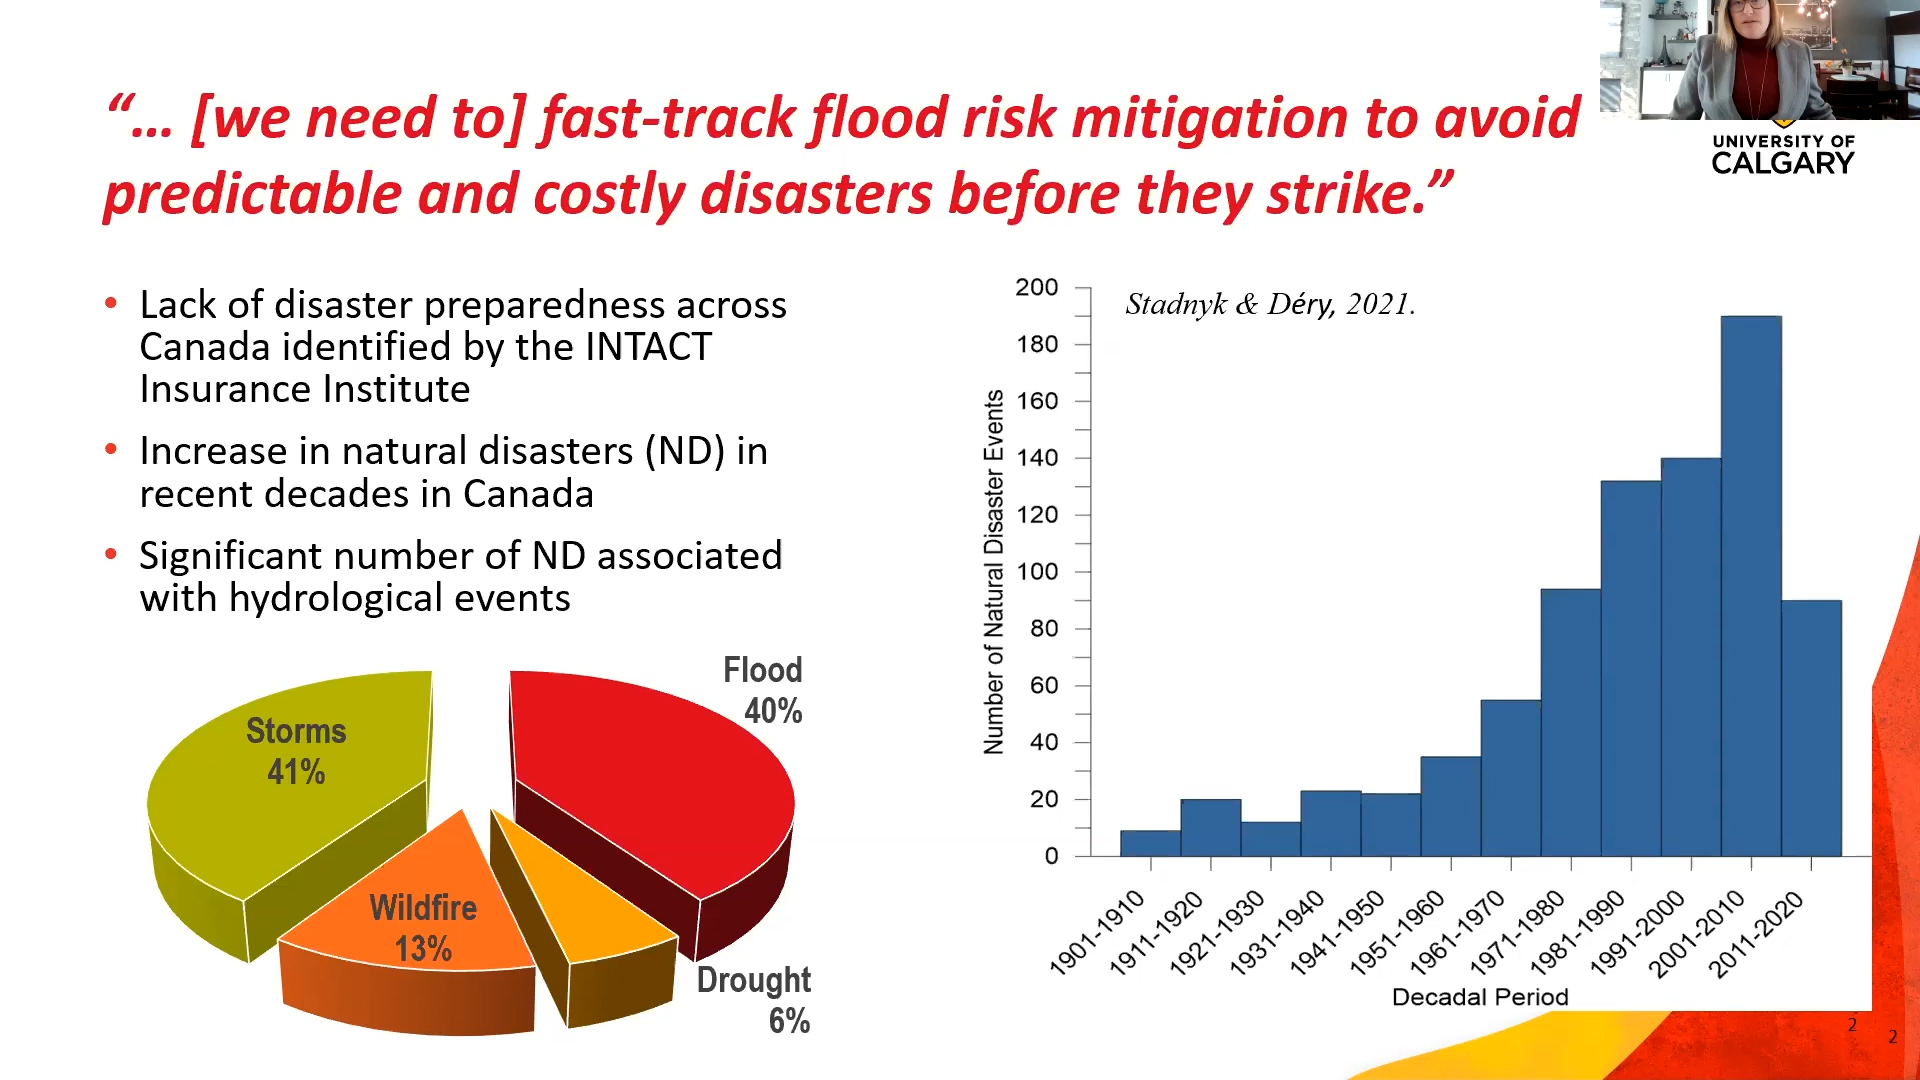 “... [we need to] fast-track flood risk mitigation to avoid
predictable and costly disasters before they strike.”
UNIVERSITY OF
CALGARY
• Lack of disaster preparedness across
Canada identified by the INTACT
Insurance Institute
• Increase in natural disasters (ND) in
recent decades in Canada
• Significant number of ND associated
with hydrological events
Storms
41%
Flood
40%
Wildfire
13%
Drought
6%
Stadnyk & Déry, 2021.
Number of Natural Disaster Events
200
180
160
140
120
100
80
60
40
20
0
1901-1910
1911-1920
1921-1930
1931-1940
1941-1950
1951-1960
1961-1970
1971-1980
1981-1990
1991-2000
2001-2010
2011-2020
Decadal Period
2
2